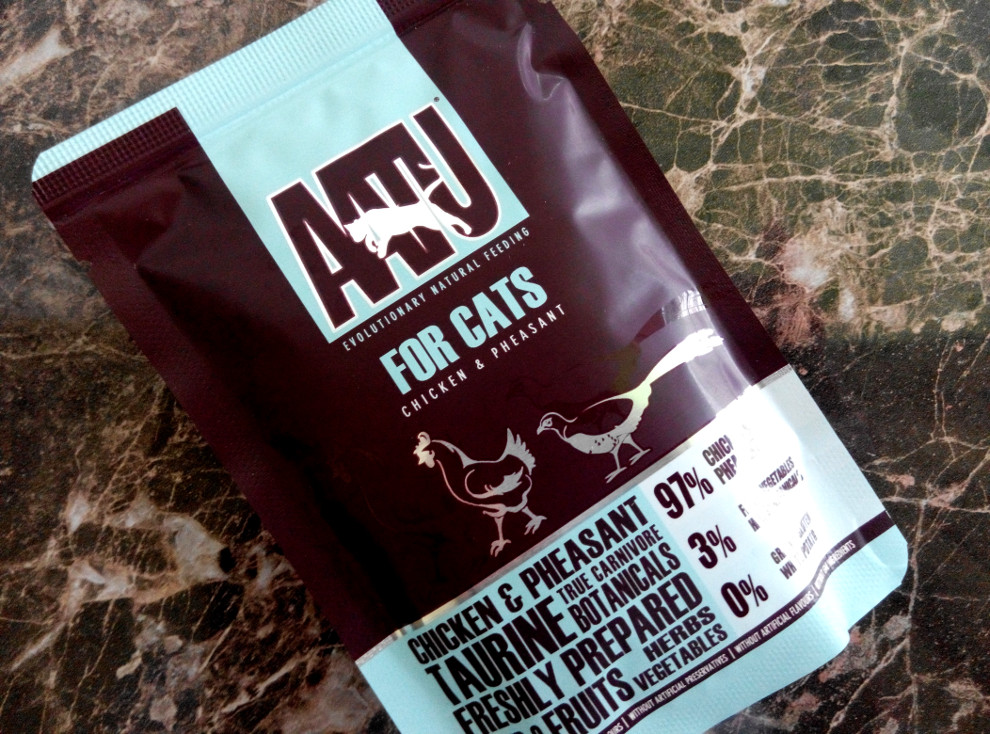 AATU®
EVOLUTIONARY NATURAL FEEDING
FOR CATS
CHICKEN & PHEASANT
CHICKEN & PHEASANT
TAURINE TRUE CARNIVORE
BOTANICALS
FRESHLY PREPARED
FRUITS HERBS
VEGETABLES
97%
3% VEGETABLES
0%
WITHOUT ARTIFICIAL PRESERVATIVES | WITHOUT ARTIFICIAL FLAVOURS |